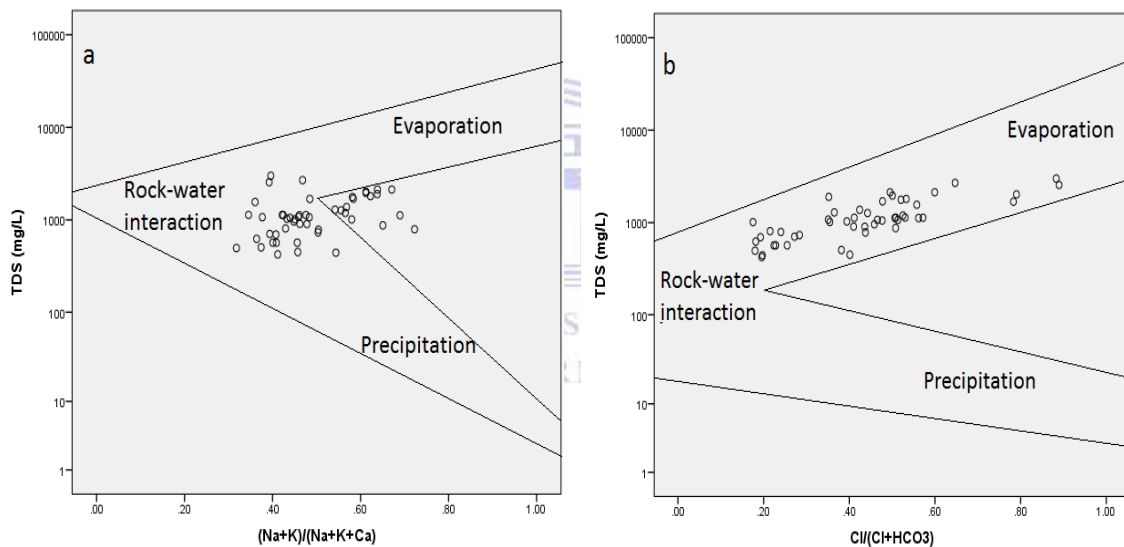 a
100000
10000
1000
100
10
1
TDS (mg/L)
Evaporation
Rock-water
interaction
Precipitation
.00
.20
.40
.60
.80
1.00
(Na+K)/(Na+K+Ca)
b
100000
10000
1000
100
10
1
TDS (mg/L)
Evaporation
Rock-water
interaction
Precipitation
.00
.20
.40
.60
.80
1.00
Cl/(Cl+HCO3)